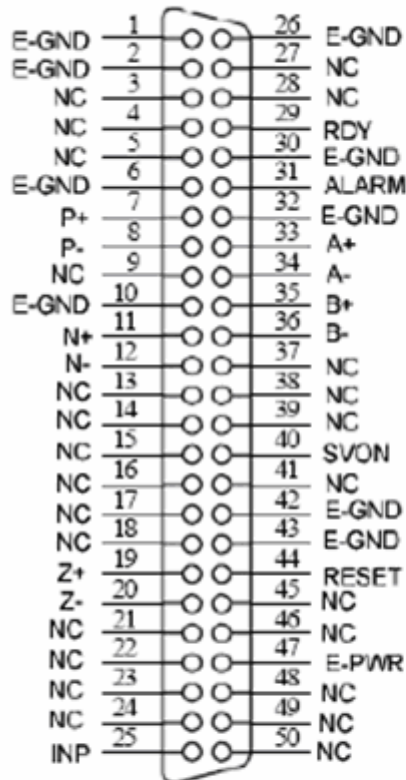 E-GND 1 26 E-GND
E-GND 2 27 NC
NC 3 28 NC
NC 4 29 RDY
NC 5 30 E-GND
E-GND 6 31 ALARM
P+ 7 32 E-GND
P- 8 33 A+
NC 9 34 A-
E-GND 10 35 B+
N+ 11 36 B-
N- 12 37 NC
NC 13 38 NC
NC 14 39 NC
NC 15 40 SVON
NC 16 41 NC
NC 17 42 E-GND
NC 18 43 E-GND
Z+ 19 44 RESET
Z- 20 45 NC
NC 21 46 NC
NC 22 47 E-PWR
NC 23 48 NC
NC 24 49 NC
INP 25 50 NC